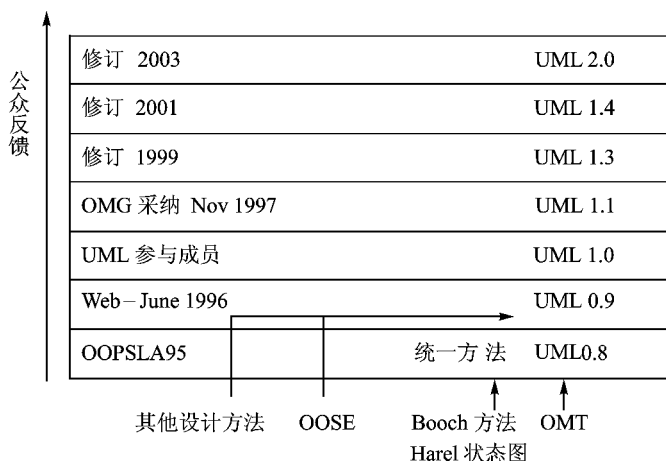 公众反馈
修订 2003 UML 2.0
修订 2001 UML 1.4
修订 1999 UML 1.3
OMG 采纳 Nov 1997 UML 1.1
UML 参与成员 UML 1.0
Web－June 1996 UML 0.9
OOPSLA95 统一方 法 UML0.8
其他设计方法 OOSE Booch 方法 OMT
Harel 状态图